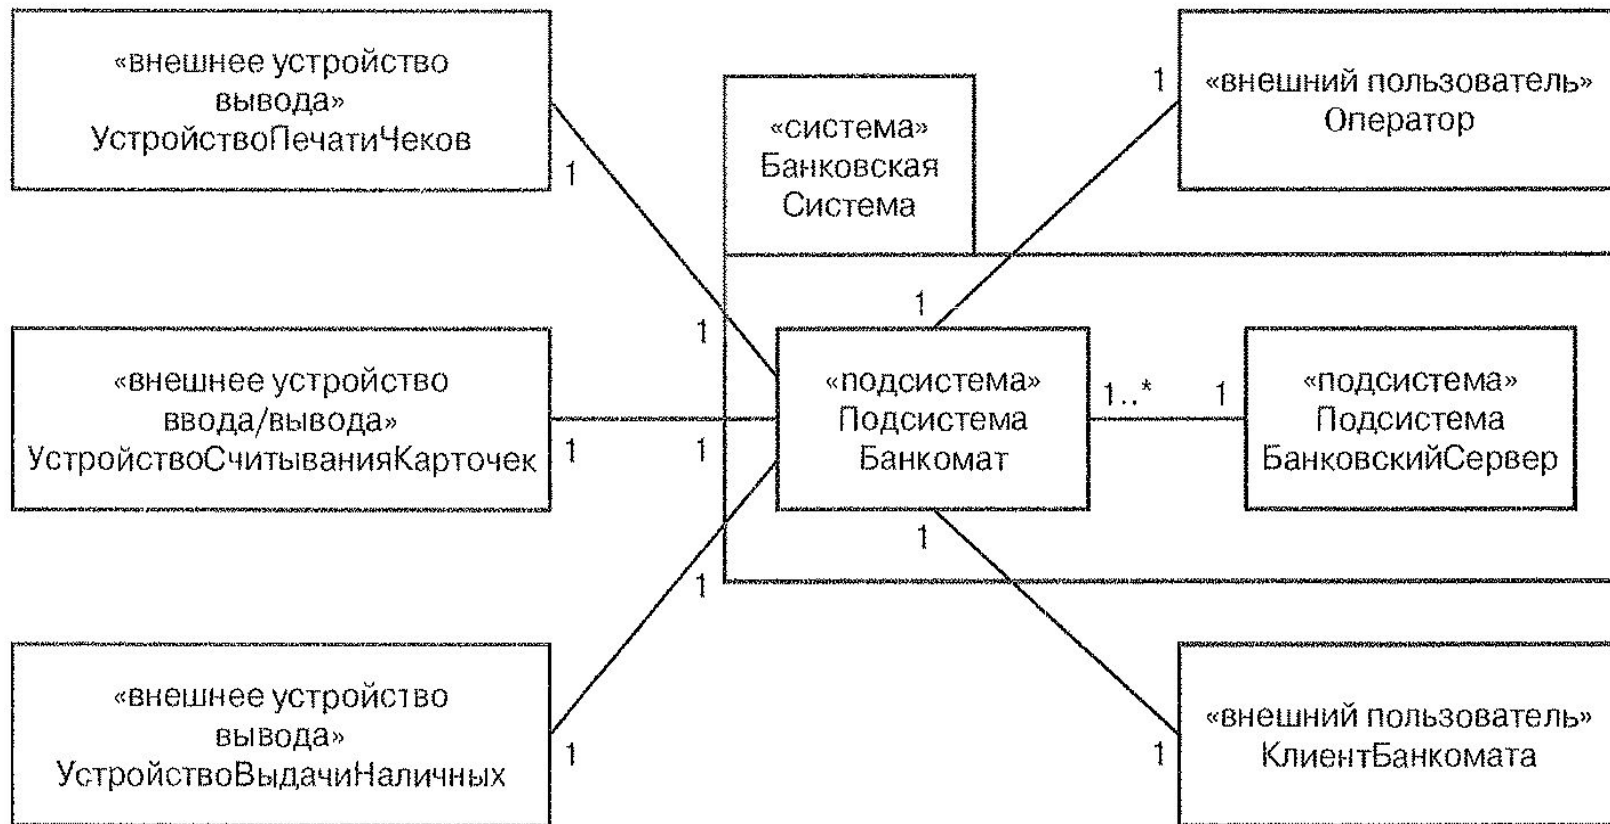 «внешнее устройство
вывода»
УстройствоПечатиЧеков
1
1
«система»
Банковская
Система
«внешний пользователь»
Оператор
1
1
«внешнее устройство
ввода/вывода»
УстройствоСчитыванияКарточек
1
1
«подсистема»
Подсистема
Банкомат
1..*
1
«подсистема»
Подсистема
БанковскийСервер
«внешнее устройство
вывода»
УстройствоВыдачиНаличных
1
1
1
1
«внешний пользователь»
КлиентБанкомата